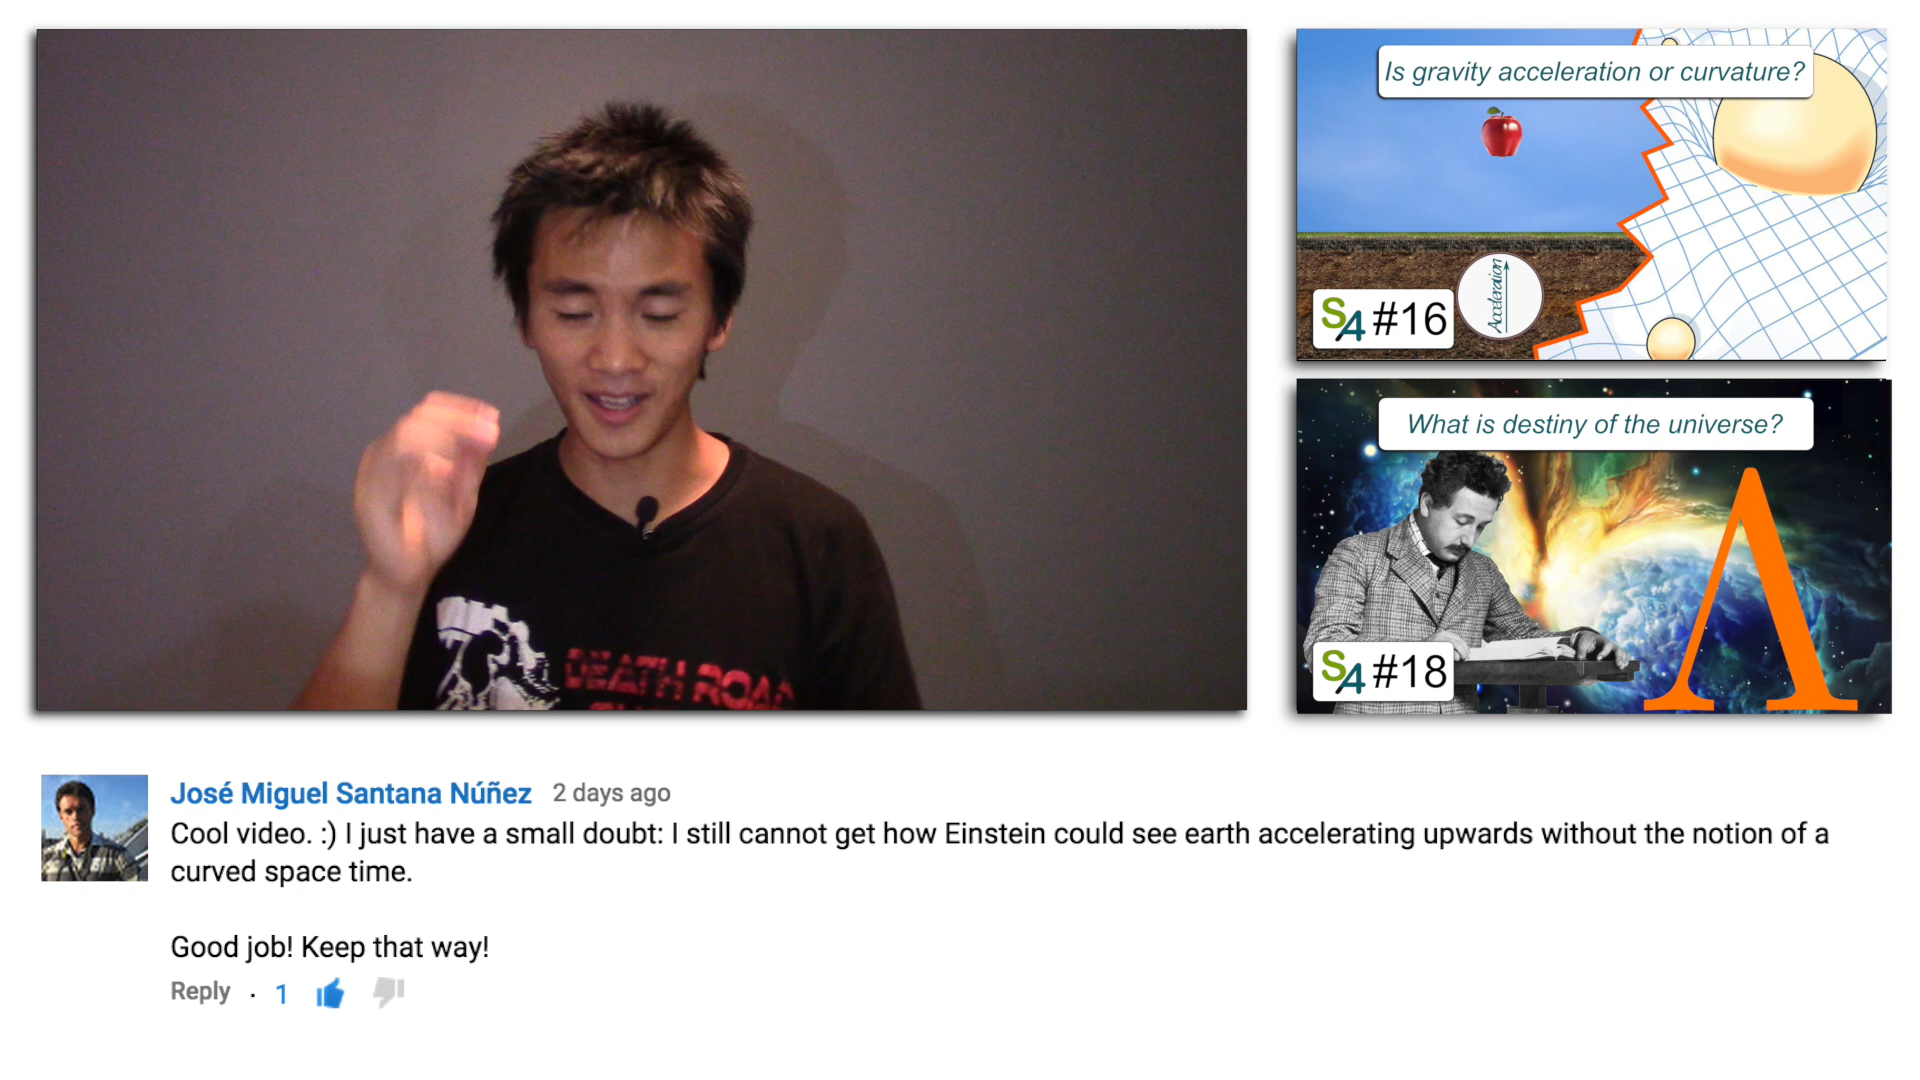 Is gravity acceleration or curvature?
Acceleration
S4 #16
What is destiny of the universe?
Λ
S4 #18
DEATH ROAD
José Miguel Santana Núñez 2 days ago
Cool video. :) I just have a small doubt: I still cannot get how Einstein could see earth accelerating upwards without the notion of a
curved space time.
Good job! Keep that way!
Reply · 1